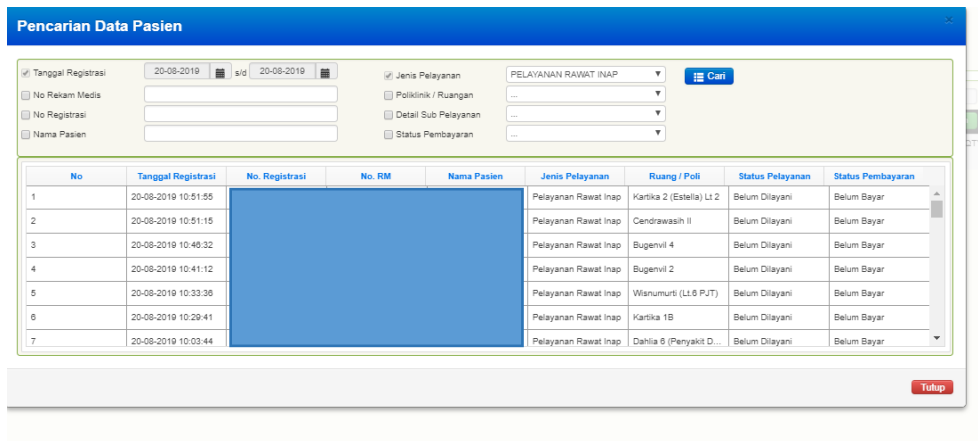 Pencarian Data Pasien
×
Tanggal Registrasi 20-08-2019 s/d 20-08-2019 Jenis Pelayanan PELAYANAN RAWAT INAP Cari
No Rekam Medis Poliklinik / Ruangan ...
No Registrasi Detail Sub Pelayanan ...
Nama Pasien Status Pembayaran ...
No Tanggal Registrasi No. Registrasi No. RM Nama Pasien Jenis Pelayanan Ruang / Poli Status Pelayanan Status Pembayaran
1 20-08-2019 10:51:55 Pelayanan Rawat Inap Kartika 2 (Estella) Lt 2 Belum Dilayani Belum Bayar
2 20-08-2019 10:51:15 Pelayanan Rawat Inap Cendrawasih II Belum Dilayani Belum Bayar
3 20-08-2019 10:46:32 Pelayanan Rawat Inap Bugenvil 4 Belum Dilayani Belum Bayar
4 20-08-2019 10:41:12 Pelayanan Rawat Inap Bugenvil 2 Belum Dilayani Belum Bayar
5 20-08-2019 10:33:36 Pelayanan Rawat Inap Wisnumurti (Lt.6 PJT) Belum Dilayani Belum Bayar
6 20-08-2019 10:29:41 Pelayanan Rawat Inap Kartika 1B Belum Dilayani Belum Bayar
7 20-08-2019 10:03:44 Pelayanan Rawat Inap Dahlia 6 (Penyakit D... Belum Dilayani Belum Bayar
Tutup